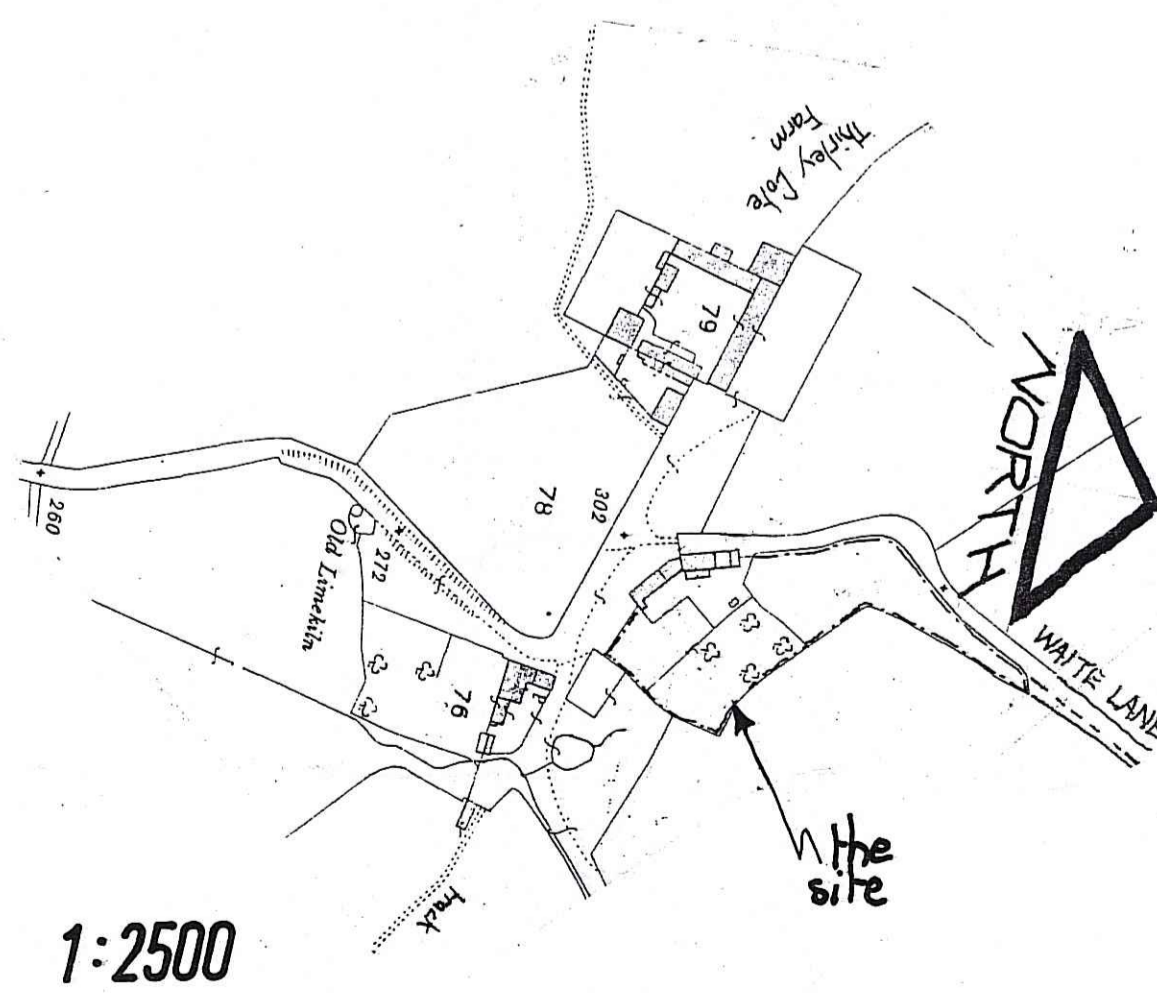 Thirley Cote
Farm
79
NORTH
302
78
260
272
Old Limekiln
WAITE LANE
76
the
site
track
1:2500